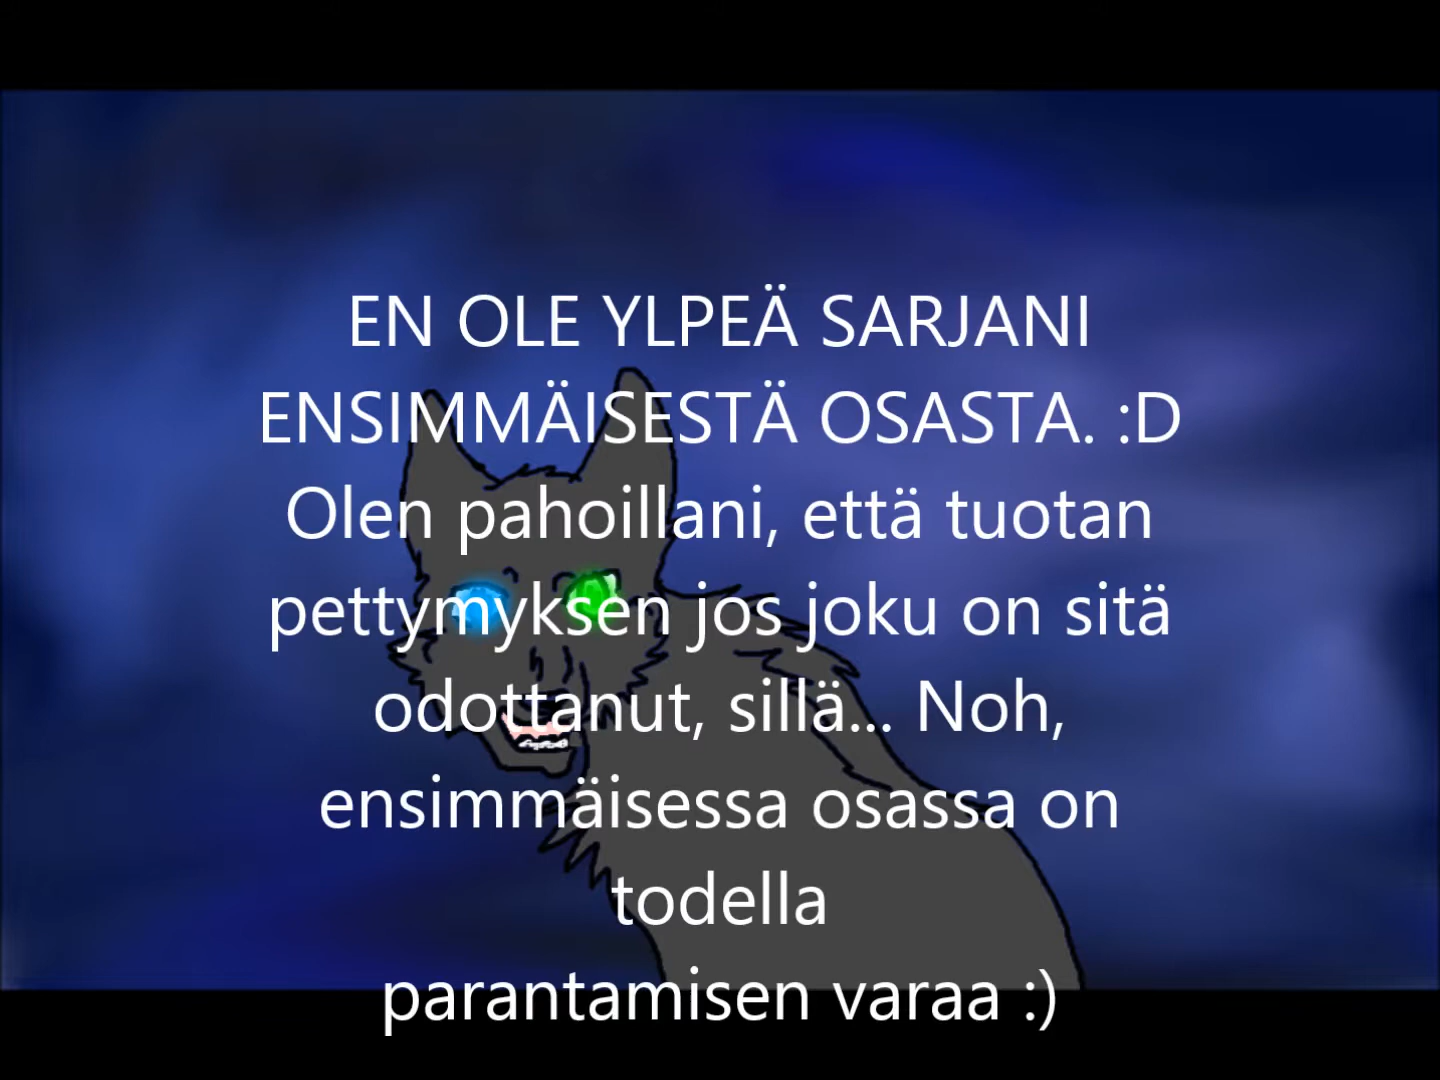 EN OLE YLPEÄ SARJANI
ENSIMMÄISESTÄ OSASTA. :D
Olen pahoillani, että tuotan
pettymyksen jos joku on sitä
odottanut, sillä... Noh,
ensimmäisessa osassa on
todella
parantamisen varaa :)